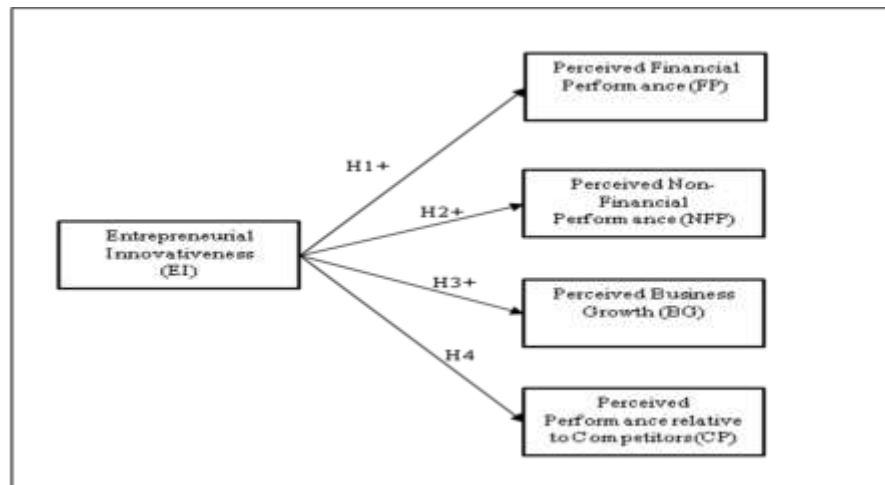 Perceived Financial
Performance (FP)
H1+
Perceived Non-
Financial
Performance (NFP)
H2+
Entrepreneurial
Innovativeness
(EI)
H3+
Perceived Business
Growth (BG)
H4
Perceived
Performance relative
to Competitors (CP)